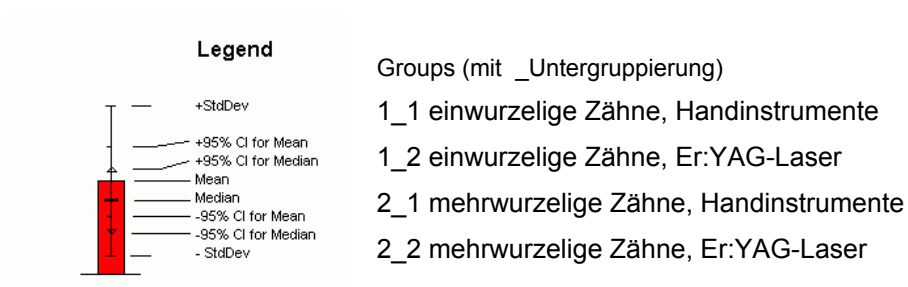 Legend
+StdDev
+95% CI for Mean
+95% CI for Median
Mean
Median
-95% CI for Mean
-95% CI for Median
- StdDev
Groups (mit _Untergruppierung)
1_1 einwurzelige Zähne, Handinstrumente
1_2 einwurzelige Zähne, Er:YAG-Laser
2_1 mehrwurzelige Zähne, Handinstrumente
2_2 mehrwurzelige Zähne, Er:YAG-Laser